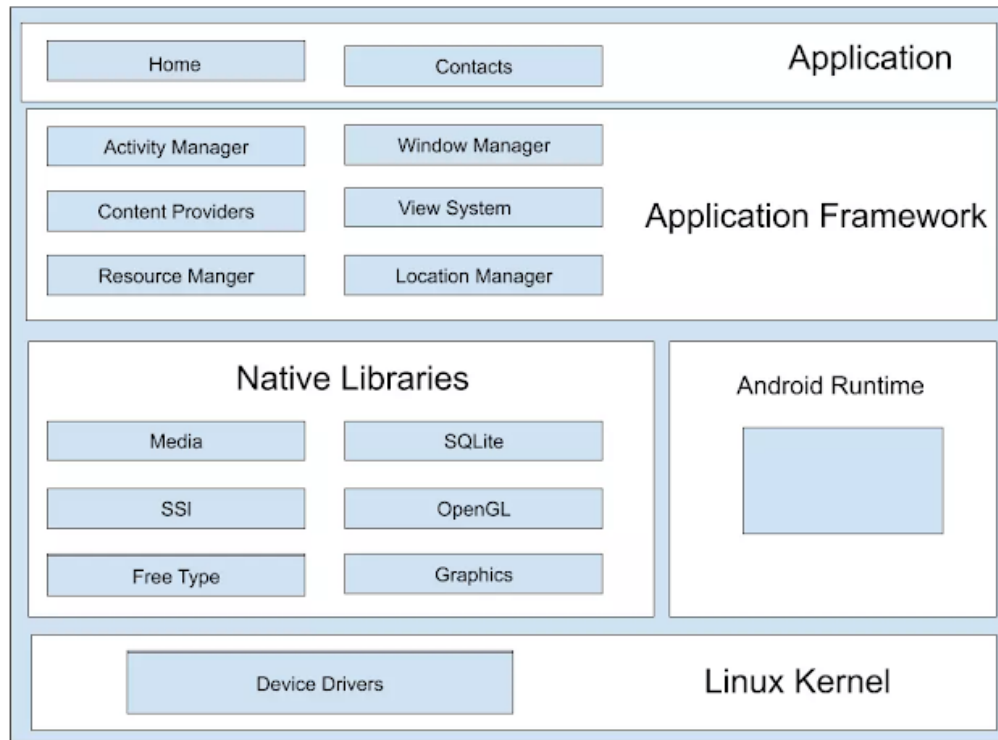 Home
Contacts
Application
Activity Manager
Window Manager
Content Providers
View System
Application Framework
Resource Manger
Location Manager
Native Libraries
Android Runtime
Media
SQLite
SSI
OpenGL
Free Type
Graphics
Device Drivers
Linux Kernel